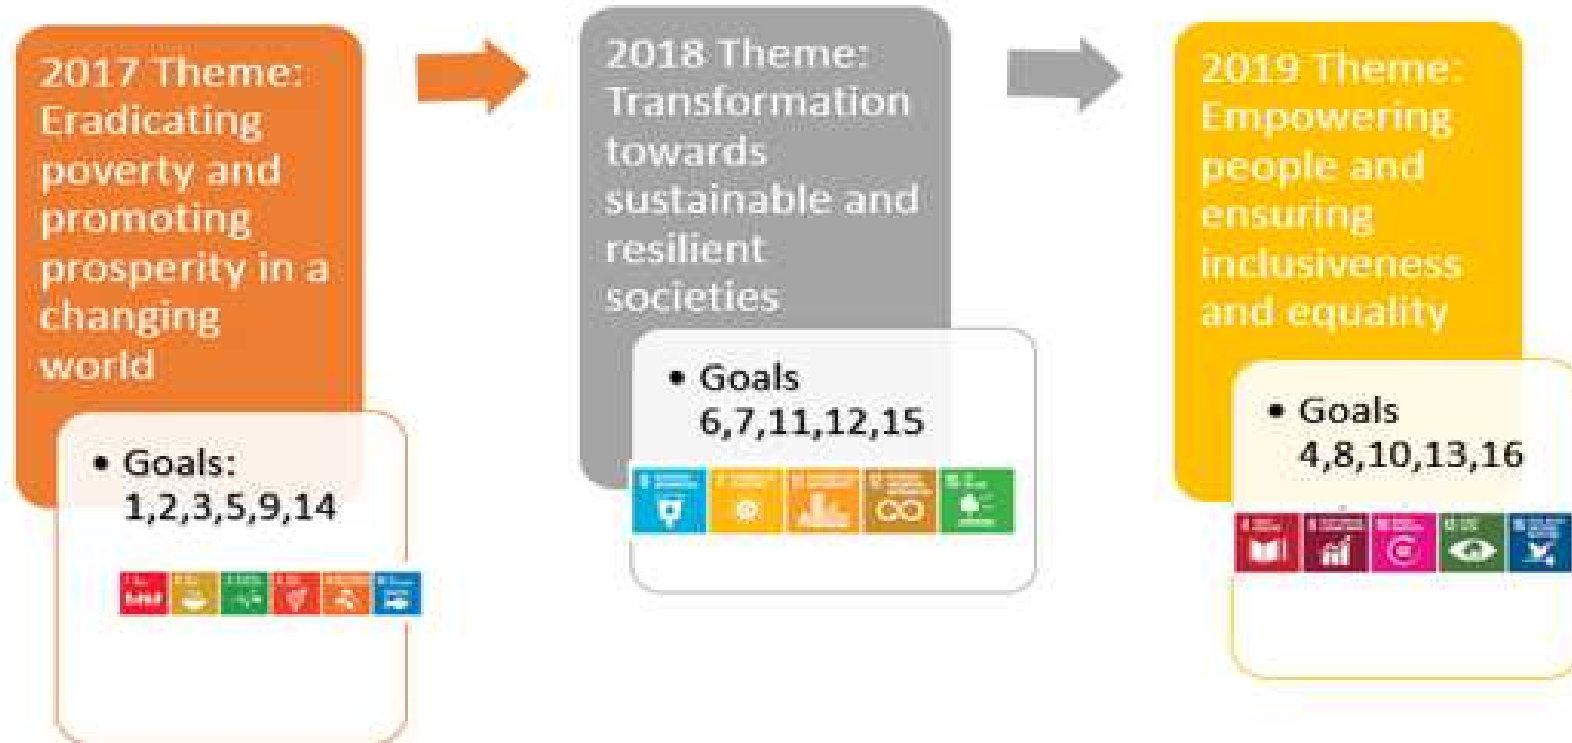 2017 Theme:
Eradicating
poverty and
promoting
prosperity in a
changing
world
• Goals:
1,2,3,5,9,14
2018 Theme:
Transformation
towards
sustainable and
resilient
societies
• Goals
6,7,11,12,15
2019 Theme:
Empowering
people and
ensuring
inclusiveness
and equality
• Goals
4,8,10,13,16